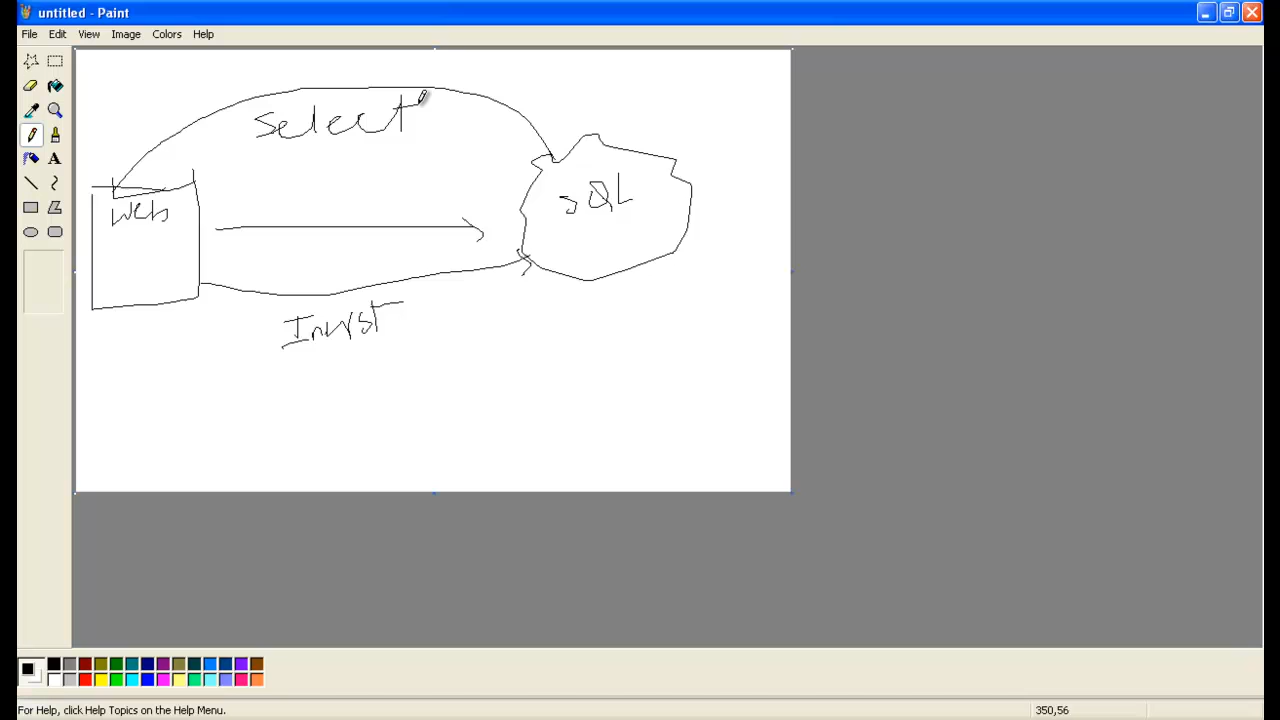 untitled - Paint
File Edit View Image Colors Help
Select
Web
SQL
Inurst
For Help, click Help Topics on the Help Menu.
350,56